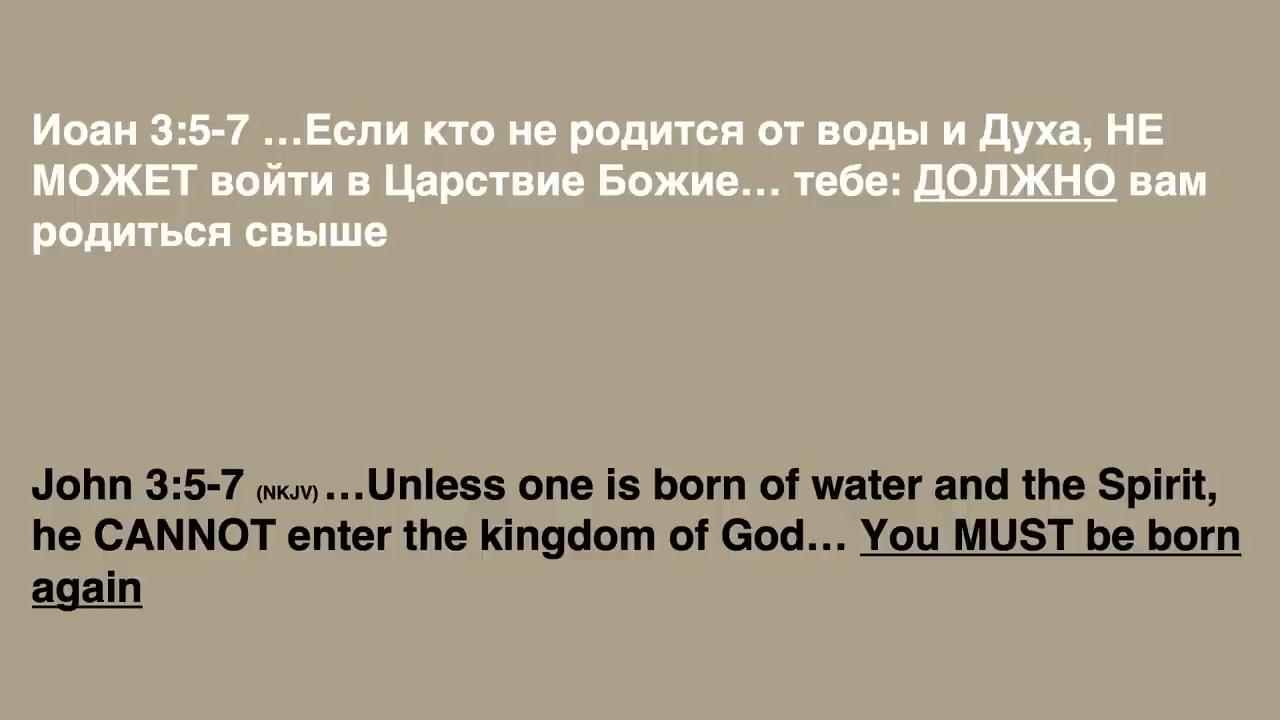 Иоан 3:5-7 …Если кто не родится от воды и Духа, НЕ
МОЖЕТ войти в Царствие Божие… тебе: ДОЛЖНО вам
родиться свыше
John 3:5-7 (NKJV) …Unless one is born of water and the Spirit,
he CANNOT enter the kingdom of God… You MUST be born
again